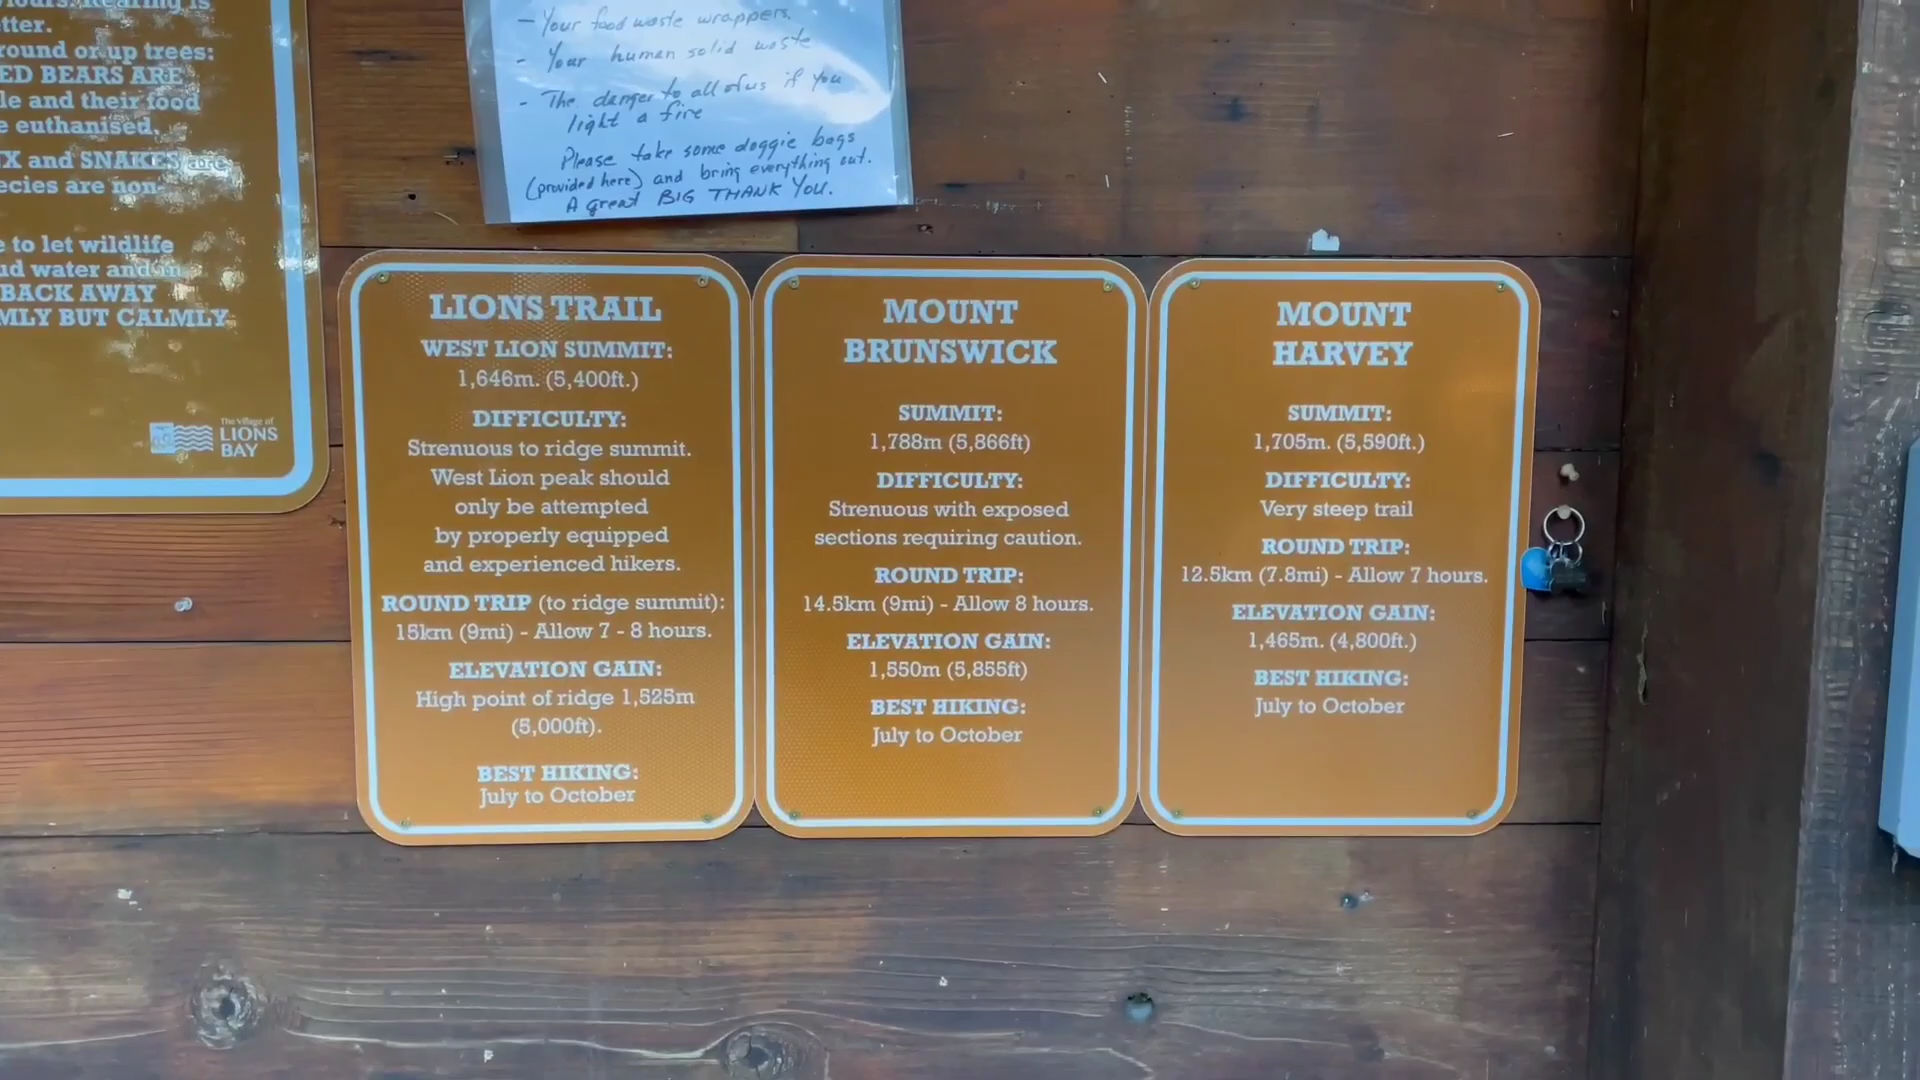 is
tter.
round or up trees:
ED BEARS ARE
le and their food
e euthanised.
X and SNAKES are
ecies are non-
e to let wildlife
ud water and in
BACK AWAY
MLY BUT CALMLY
The Village of
LIONS
BAY
- Your food waste wrappers.
- Your human solid waste
- The danger to all of us if you
light a fire
Please take some doggie bags
(provided here) and bring everything out.
A great BIG THANK YOU.
LIONS TRAIL
WEST LION SUMMIT:
1,646m. (5,400ft.)
DIFFICULTY:
Strenuous to ridge summit.
West Lion peak should
only be attempted
by properly equipped
and experienced hikers.
ROUND TRIP (to ridge summit):
15km (9mi) - Allow 7 - 8 hours.
ELEVATION GAIN:
High point of ridge 1,525m
(5,000ft).
BEST HIKING:
July to October
MOUNT
BRUNSWICK
SUMMIT:
1,788m (5,866ft)
DIFFICULTY:
Strenuous with exposed
sections requiring caution.
ROUND TRIP:
14.5km (9mi) - Allow 8 hours.
ELEVATION GAIN:
1,550m (5,855ft)
BEST HIKING:
July to October
MOUNT
HARVEY
SUMMIT:
1,705m. (5,590ft.)
DIFFICULTY:
Very steep trail
ROUND TRIP:
12.5km (7.8mi) - Allow 7 hours.
ELEVATION GAIN:
1,465m. (4,800ft.)
BEST HIKING:
July to October